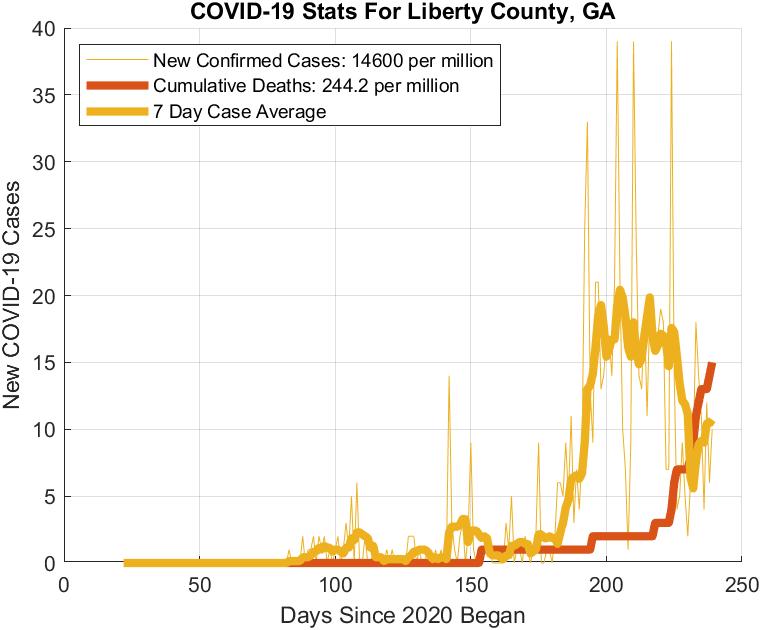 COVID-19 Stats For Liberty County, GA
New Confirmed Cases: 14600 per million
Cumulative Deaths: 244.2 per million
7 Day Case Average
New COVID-19 Cases
40
35
30
25
20
15
10
5
0
0 50 100 150 200 250
Days Since 2020 Began